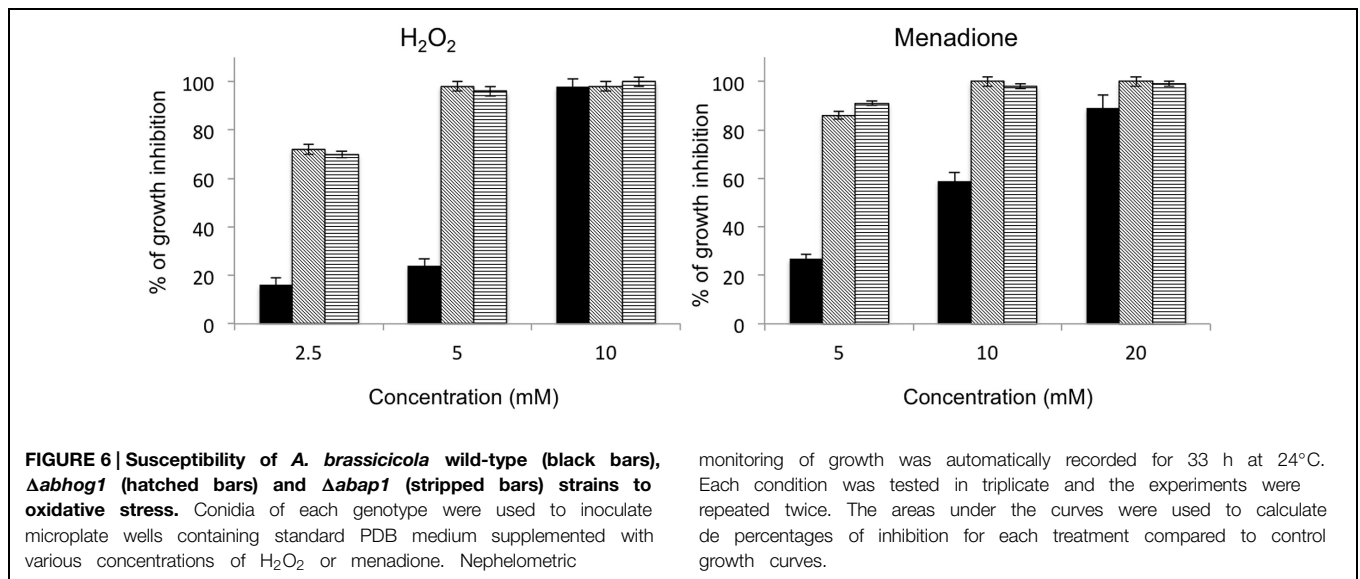 H₂O₂
% of growth inhibition
100
80
60
40
20
0
2.5 5 10
Concentration (mM)
Menadione
% of growth inhibition
100
80
60
40
20
0
5 10 20
Concentration (mM)
FIGURE 6 | Susceptibility of A. brassicicola wild-type (black bars),
Δabhog1 (hatched bars) and Δabap1 (stripped bars) strains to
oxidative stress. Conidia of each genotype were used to inoculate
microplate wells containing standard PDB medium supplemented with
various concentrations of H₂O₂ or menadione. Nephelometric
monitoring of growth was automatically recorded for 33 h at 24°C.
Each condition was tested in triplicate and the experiments were
repeated twice. The areas under the curves were used to calculate
de percentages of inhibition for each treatment compared to control
growth curves.